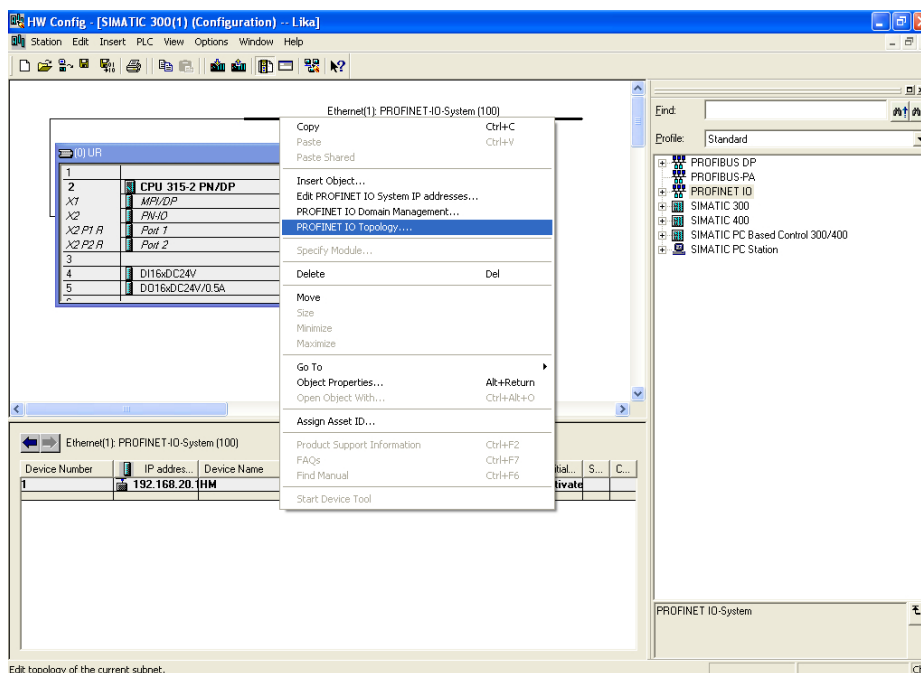 HW Config - [SIMATIC 300(1) (Configuration) -- Lika]
Station Edit Insert PLC View Options Window Help
Ethernet(1): PROFINET-IO-System (100)
(0) UR
1
2 CPU 315-2 PN/DP
X1 MPI/DP
X2 PN-IO
X2 P1 R Port 1
X2 P2 R Port 2
3
4 DI16xDC24V
5 DO16xDC24V/0.5A
Copy Ctrl+C
Paste Ctrl+V
Paste Shared
Insert Object...
Edit PROFINET IO System IP addresses...
PROFINET IO Domain Management...
PROFINET IO Topology....
Specify Module...
Delete Del
Move
Size
Minimize
Maximize
Go To
Object Properties... Alt+Return
Open Object With... Ctrl+Alt+O
Assign Asset ID...
Product Support Information Ctrl+F2
FAQs Ctrl+F7
Find Manual Ctrl+F6
Start Device Tool
Find:
Profile: Standard
PROFIBUS DP
PROFIBUS-PA
PROFINET IO
SIMATIC 300
SIMATIC 400
SIMATIC PC Based Control 300/400
SIMATIC PC Station
Ethernet(1): PROFINET-IO-System (100)
Device Number IP addres... Device Name itial... S... C...
1 192.168.20.1 HM tivate
PROFINET IO-System
Edit topology of the current subnet.